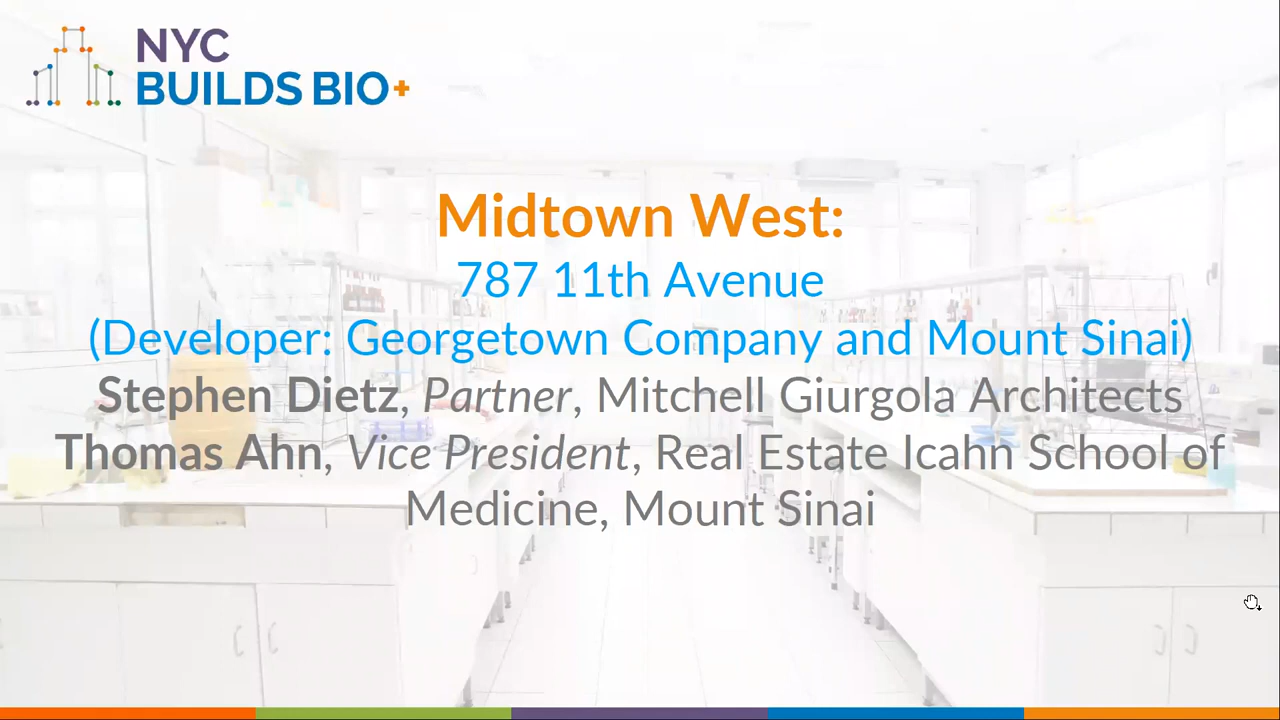 NYC
BUILDS BIO+
Midtown West:
787 11th Avenue
(Developer: Georgetown Company and Mount Sinai)
Stephen Dietz, Partner, Mitchell Giurgola Architects
Thomas Ahn, Vice President, Real Estate Icahn School of
Medicine, Mount Sinai